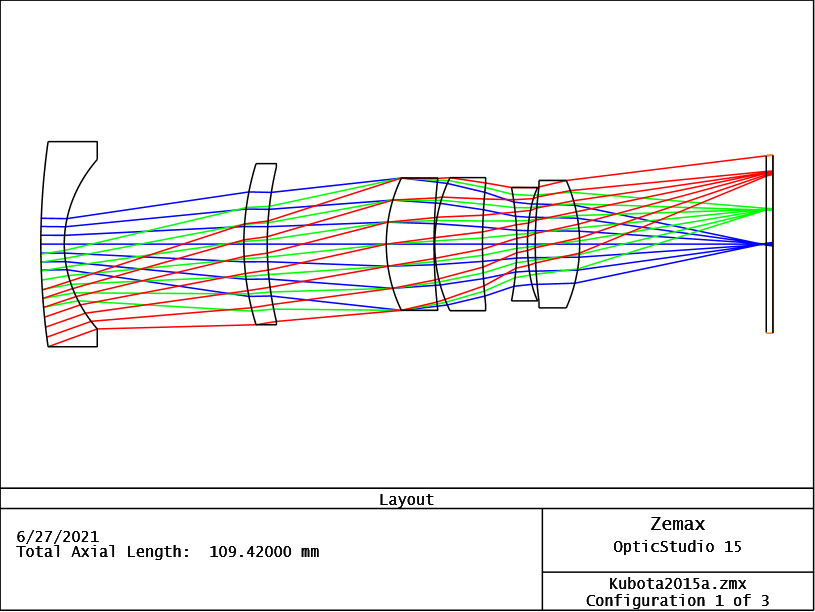 Layout
6/27/2021
Total Axial Length:  109.42000 mm
Zemax
OpticStudio 15
Kubota2015a.zmx
Configuration 1 of 3